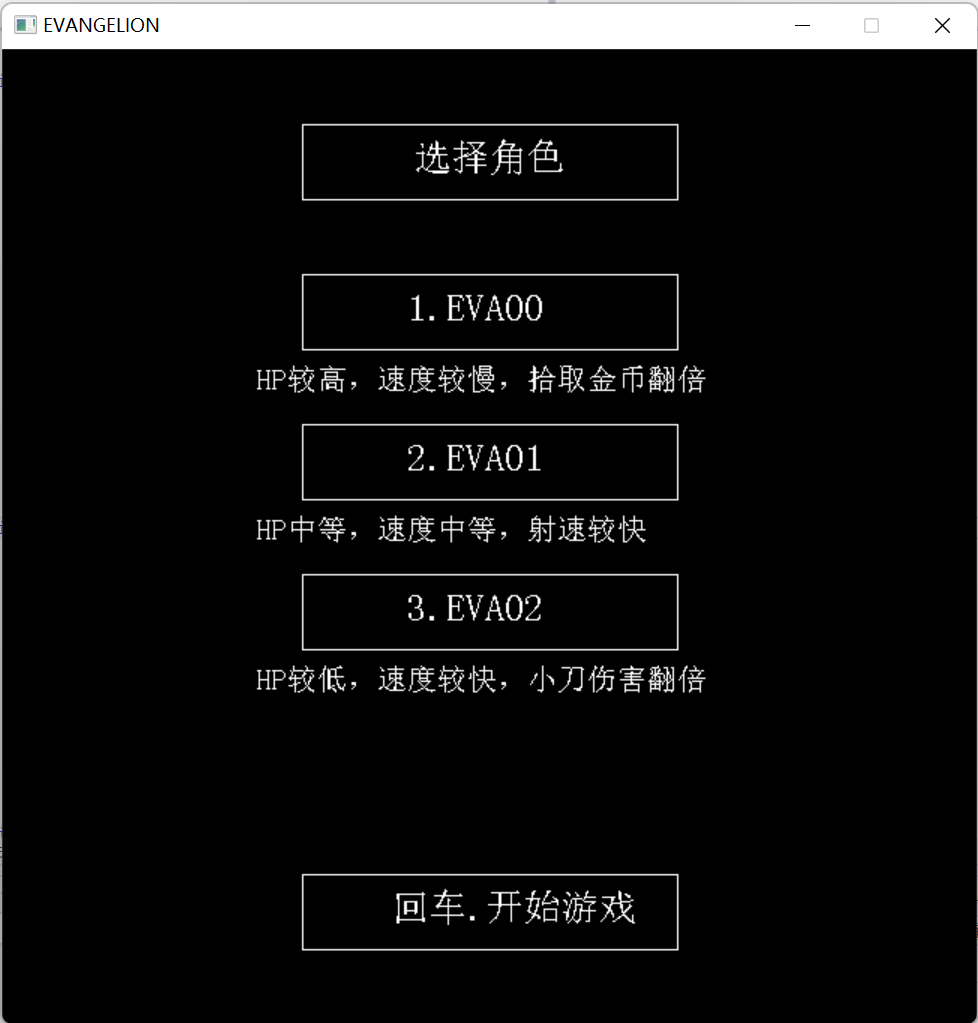 EVANGELION
选择角色
1.EVA00
HP较高，速度较慢，拾取金币翻倍
2.EVA01
HP中等，速度中等，射速较快
3.EVA02
HP较低，速度较快，小刀伤害翻倍
回车.开始游戏